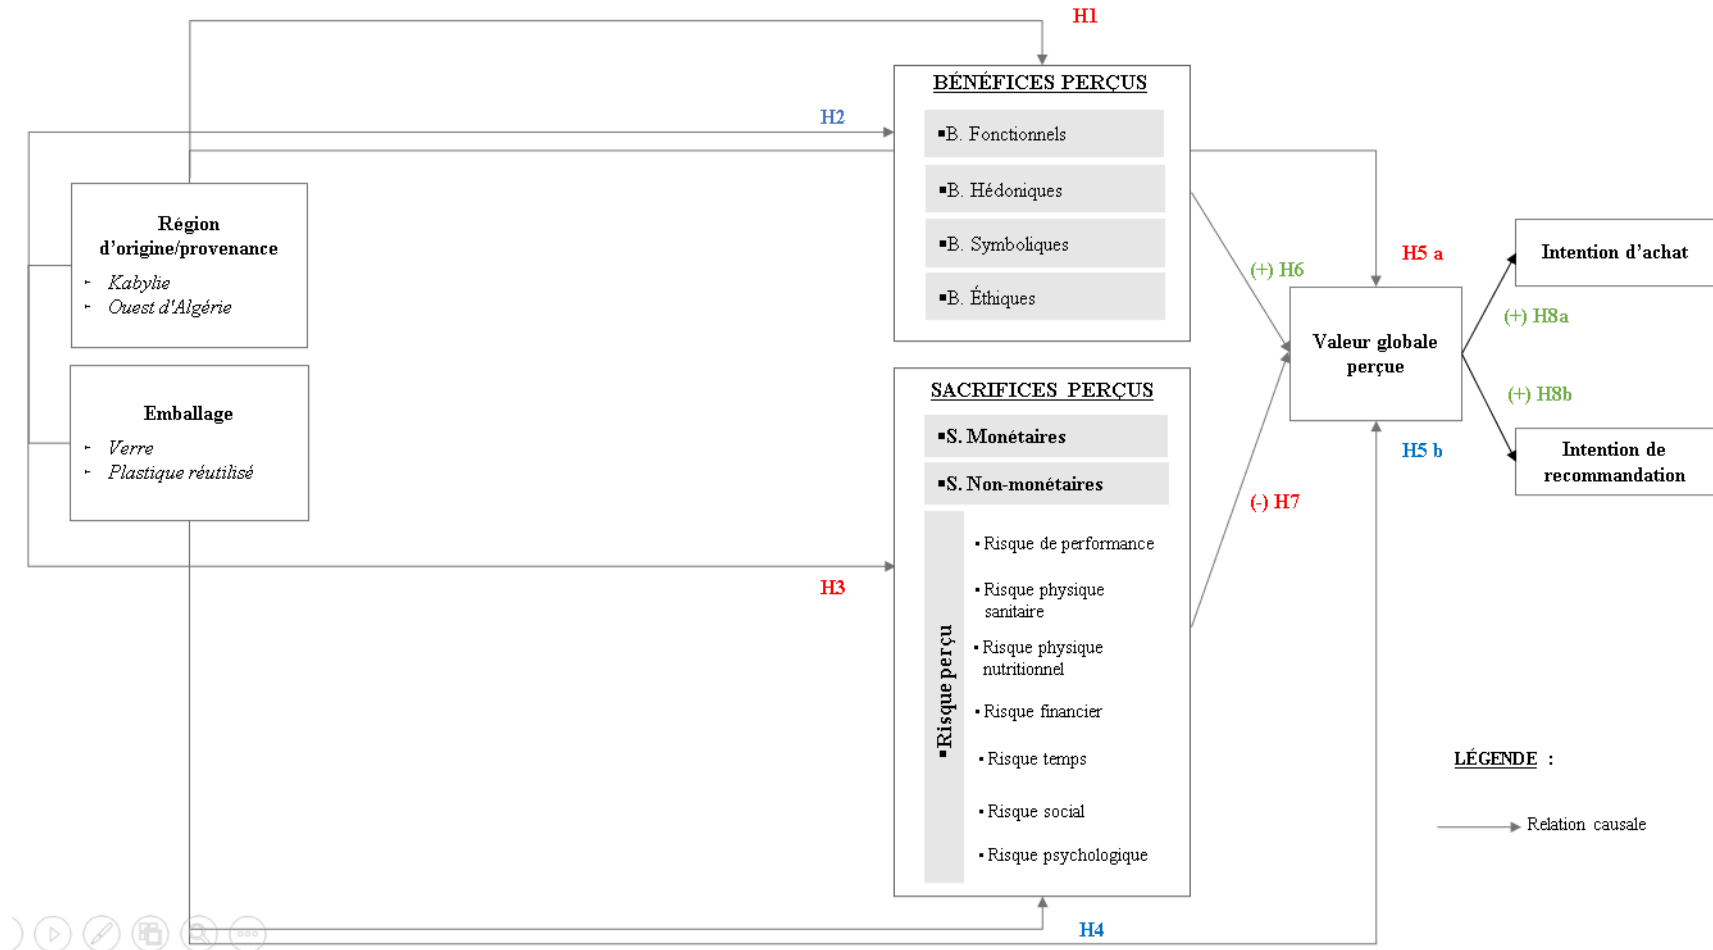 H1
BÉNÉFICES PERÇUS
H2
▪B. Fonctionnels
▪B. Hédoniques
▪B. Symboliques
▪B. Éthiques
Région
d'origine/provenance
- Kabylie
- Ouest d'Algérie
Emballage
- Verre
- Plastique réutilisé
H3
SACRIFICES PERÇUS
▪S. Monétaires
▪S. Non-monétaires
▪Risque perçu
▪ Risque de performance
▪ Risque physique
sanitaire
▪ Risque physique
nutritionnel
▪ Risque financier
▪ Risque temps
▪ Risque social
▪ Risque psychologique
H4
(+) H6
(-) H7
H5 a
Valeur globale
perçue
H5 b
Intention d'achat
(+) H8a
(+) H8b
Intention de
recommandation
LÉGENDE :
Relation causale